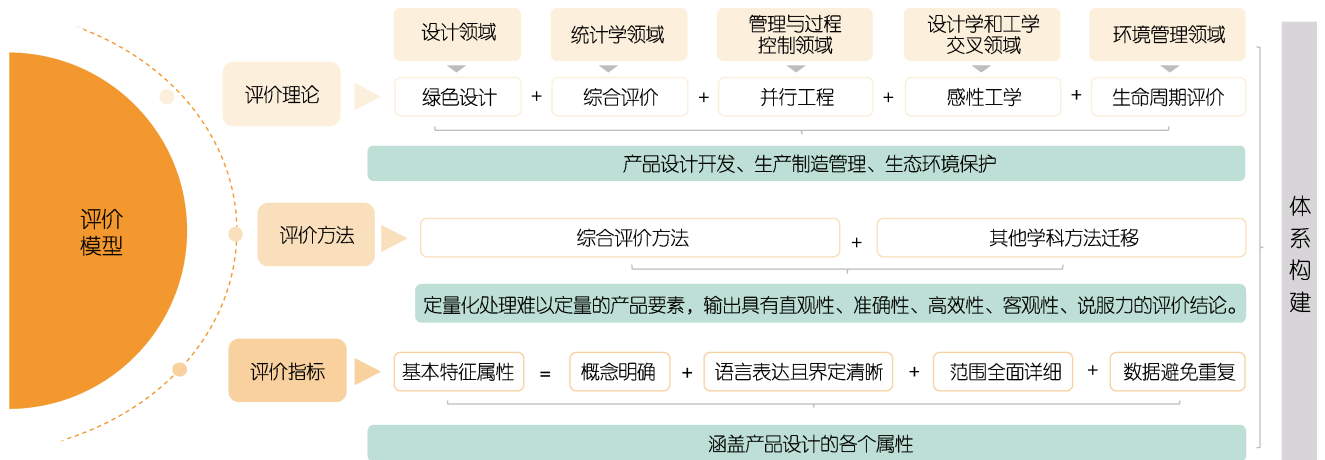 评价
模型
评价理论
设计领域
统计学领域
管理与过程
控制领域
设计学和工学
交叉领域
环境管理领域
绿色设计 + 综合评价 + 并行工程 + 感性工学 + 生命周期评价
产品设计开发、生产制造管理、生态环境保护
评价方法
综合评价方法 + 其他学科方法迁移
定量化处理难以定量的产品要素，输出具有直观性、准确性、高效性、客观性、说服力的评价结论。
评价指标
基本特征属性 = 概念明确 + 语言表达且界定清晰 + 范围全面详细 + 数据避免重复
涵盖产品设计的各个属性
体系构建